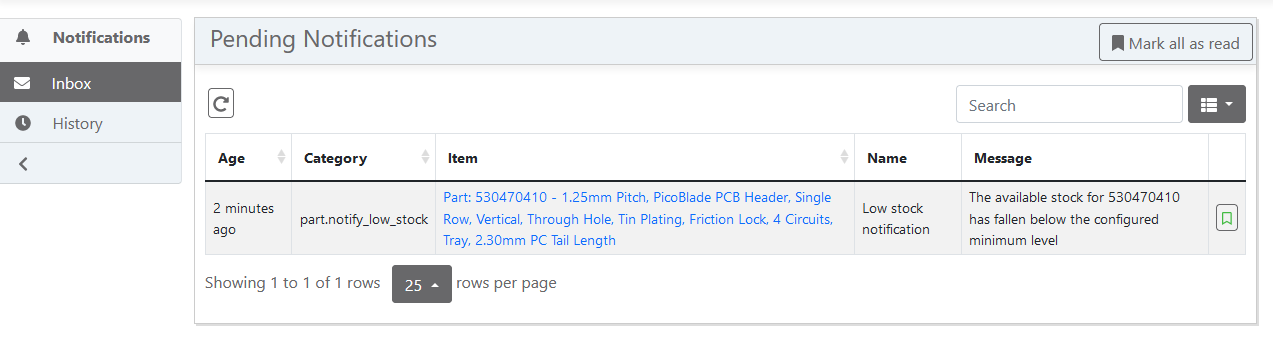 Notifications
Inbox
History
Pending Notifications
Mark all as read
Search
Age Category Item Name Message
2 minutes
ago
part.notify_low_stock
Part: 530470410 - 1.25mm Pitch, PicoBlade PCB Header, Single
Row, Vertical, Through Hole, Tin Plating, Friction Lock, 4 Circuits,
Tray, 2.30mm PC Tail Length
Low stock
notification
The available stock for 530470410
has fallen below the configured
minimum level
Showing 1 to 1 of 1 rows 25 rows per page